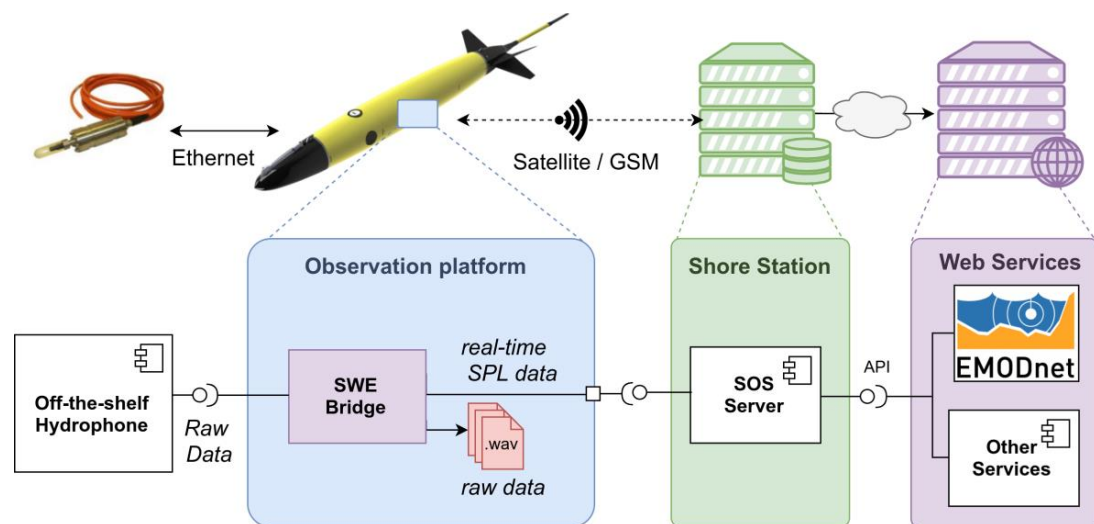 Ethernet
Satellite / GSM
Observation platform
Shore Station
Web Services
Off-the-shelf
Hydrophone
Raw
Data
SWE
Bridge
real-time
SPL data
.wav
raw data
SOS
Server
API
EMODnet
Other
Services